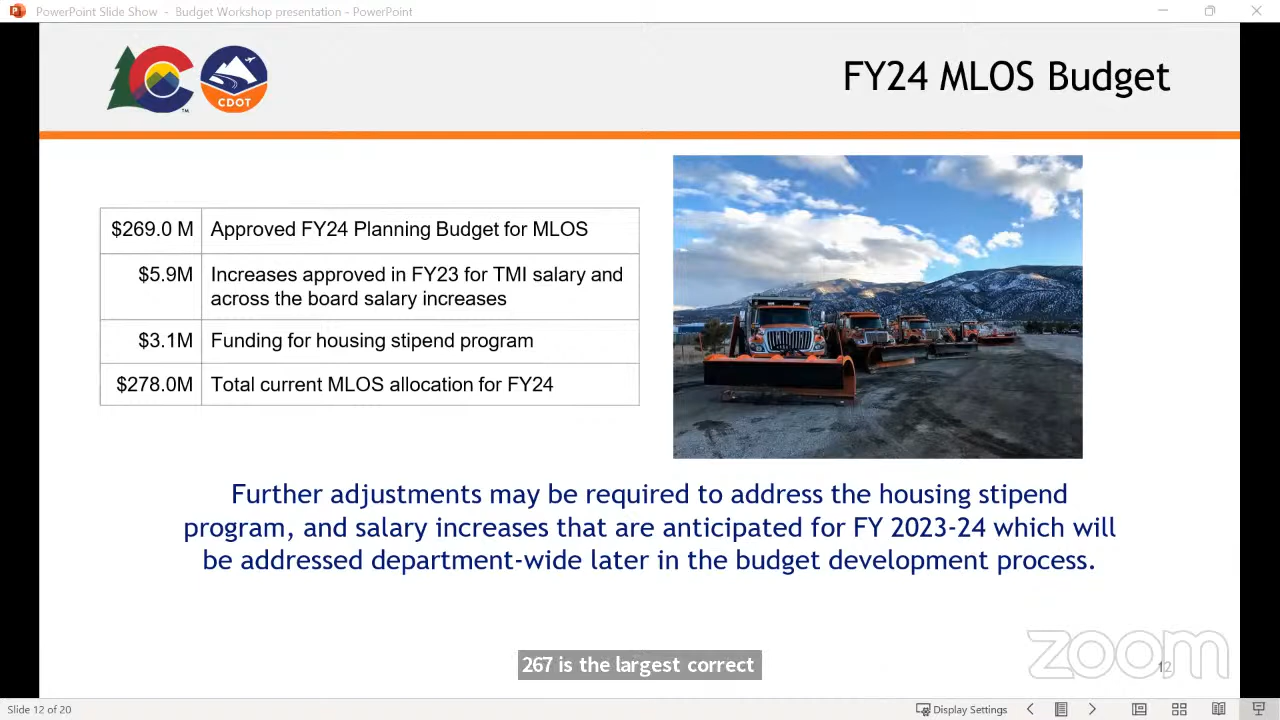 PowerPoint Slide Show - Budget Workshop presentation - PowerPoint
CDOT
TM
FY24 MLOS Budget
$269.0 M Approved FY24 Planning Budget for MLOS
$5.9M Increases approved in FY23 for TMI salary and
across the board salary increases
$3.1M Funding for housing stipend program
$278.0M Total current MLOS allocation for FY24
Further adjustments may be required to address the housing stipend
program, and salary increases that are anticipated for FY 2023-24 which will
be addressed department-wide later in the budget development process.
267 is the largest correct
zoom
12
Slide 12 of 20
Display Settings